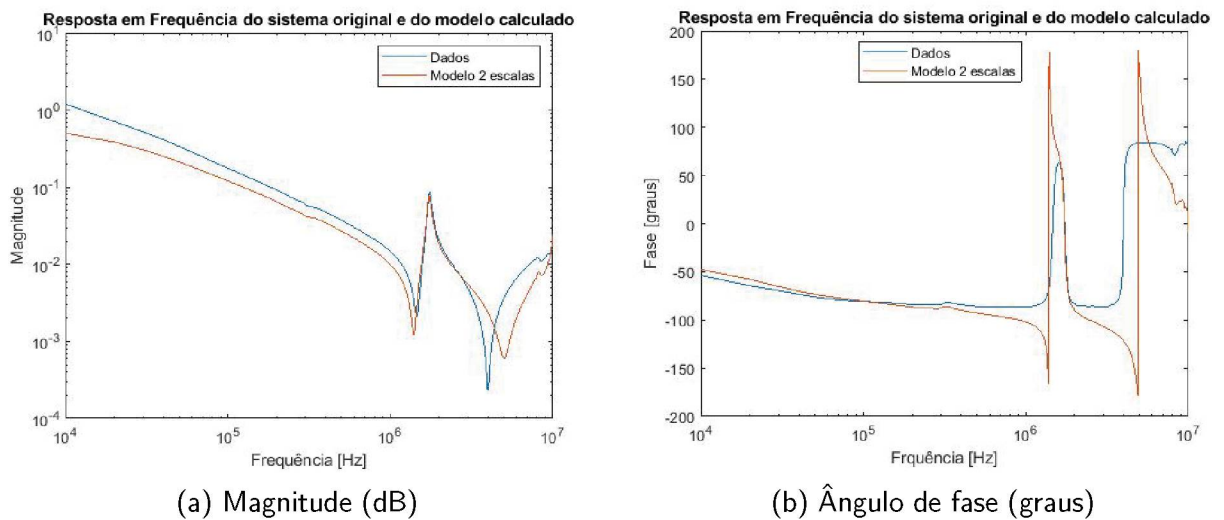 Resposta em Frequência do sistema original e do modelo calculado
10^1
10^0
10^-1
10^-2
10^-3
10^-4
Magnitude
Dados
Modelo 2 escalas
10^4
10^5
10^6
10^7
Frequência [Hz]
(a) Magnitude (dB)
Resposta em Frequência do sistema original e do modelo calculado
200
150
100
50
0
-50
-100
-150
-200
Fase [graus]
Dados
Modelo 2 escalas
10^4
10^5
10^6
10^7
Frquência [Hz]
(b) Ângulo de fase (graus)